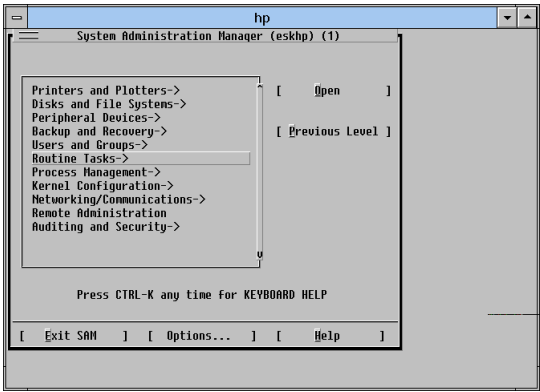 hp
System Administration Manager (eskhp) (1)
Printers and Plotters->
Disks and File Systems->
Peripheral Devices->
Backup and Recovery->
Users and Groups->
Routine Tasks->
Process Management->
Kernel Configuration->
Networking/Communications->
Remote Administration
Auditing and Security->
[ Open ]
[ Previous Level ]
Press CTRL-K any time for KEYBOARD HELP
[ Exit SAM ] [ Options... ] [ Help ]